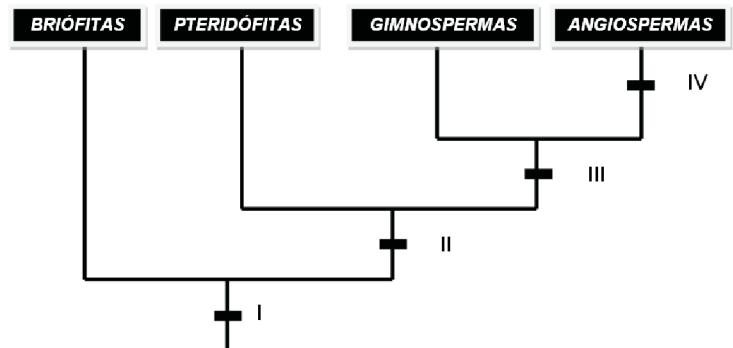 BRIÓFITAS PTERIDÓFITAS GIMNOSPERMAS ANGIOSPERMAS
IV
III
II
I